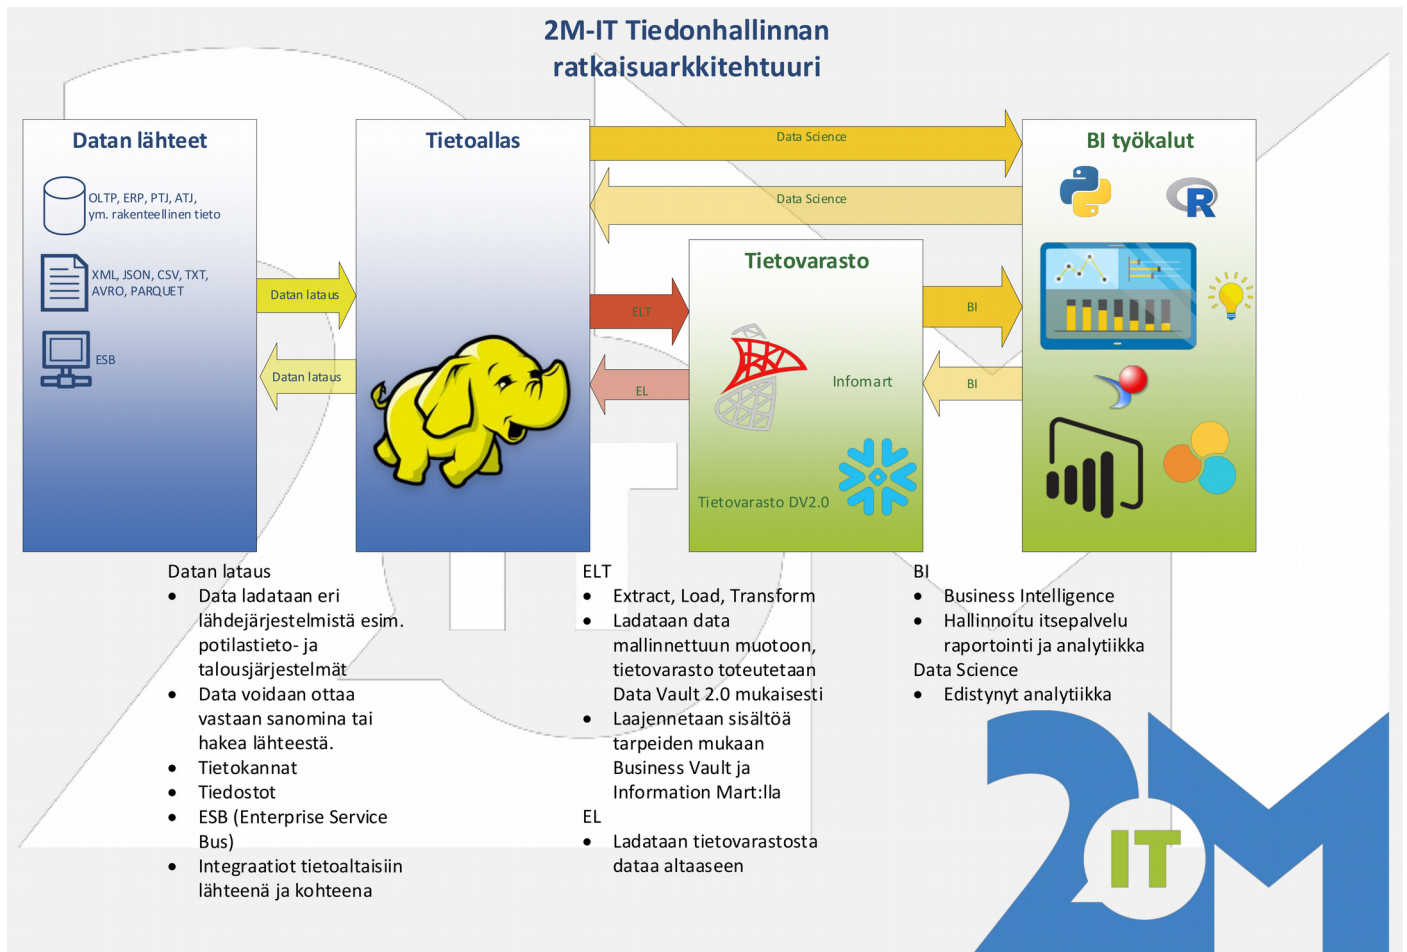 2M-IT Tiedonhallinnan
ratkaisuarkkitehtuuri
Datan lähteet
OLTP, ERP, PTJ, ATJ,
ym. rakenteellinen tieto
XML, JSON, CSV, TXT,
AVRO, PARQUET
ESB
Datan lataus
Datan lataus
Tietoallas
Data Science
Data Science
ELT
EL
Tietovarasto
Infomart
Tietovarasto DV2.0
BI
BI
BI työkalut
R
Datan lataus
• Data ladataan eri
lähdejärjestelmistä esim.
potilastieto- ja
talousjärjestelmät
• Data voidaan ottaa
vastaan sanomina tai
hakea lähteestä.
• Tietokannat
• Tiedostot
• ESB (Enterprise Service
Bus)
• Integraatiot tietoaltaisiin
lähteenä ja kohteena
ELT
• Extract, Load, Transform
• Ladataan data
mallinnettuun muotoon,
tietovarasto toteutetaan
Data Vault 2.0 mukaisesti
• Laajennetaan sisältöä
tarpeiden mukaan
Business Vault ja
Information Mart:lla
EL
• Ladataan tietovarastosta
dataa altaaseen
BI
• Business Intelligence
• Hallinnoitu itsepalvelu
raportointi ja analytiikka
Data Science
• Edistynyt analytiikka
2M
IT